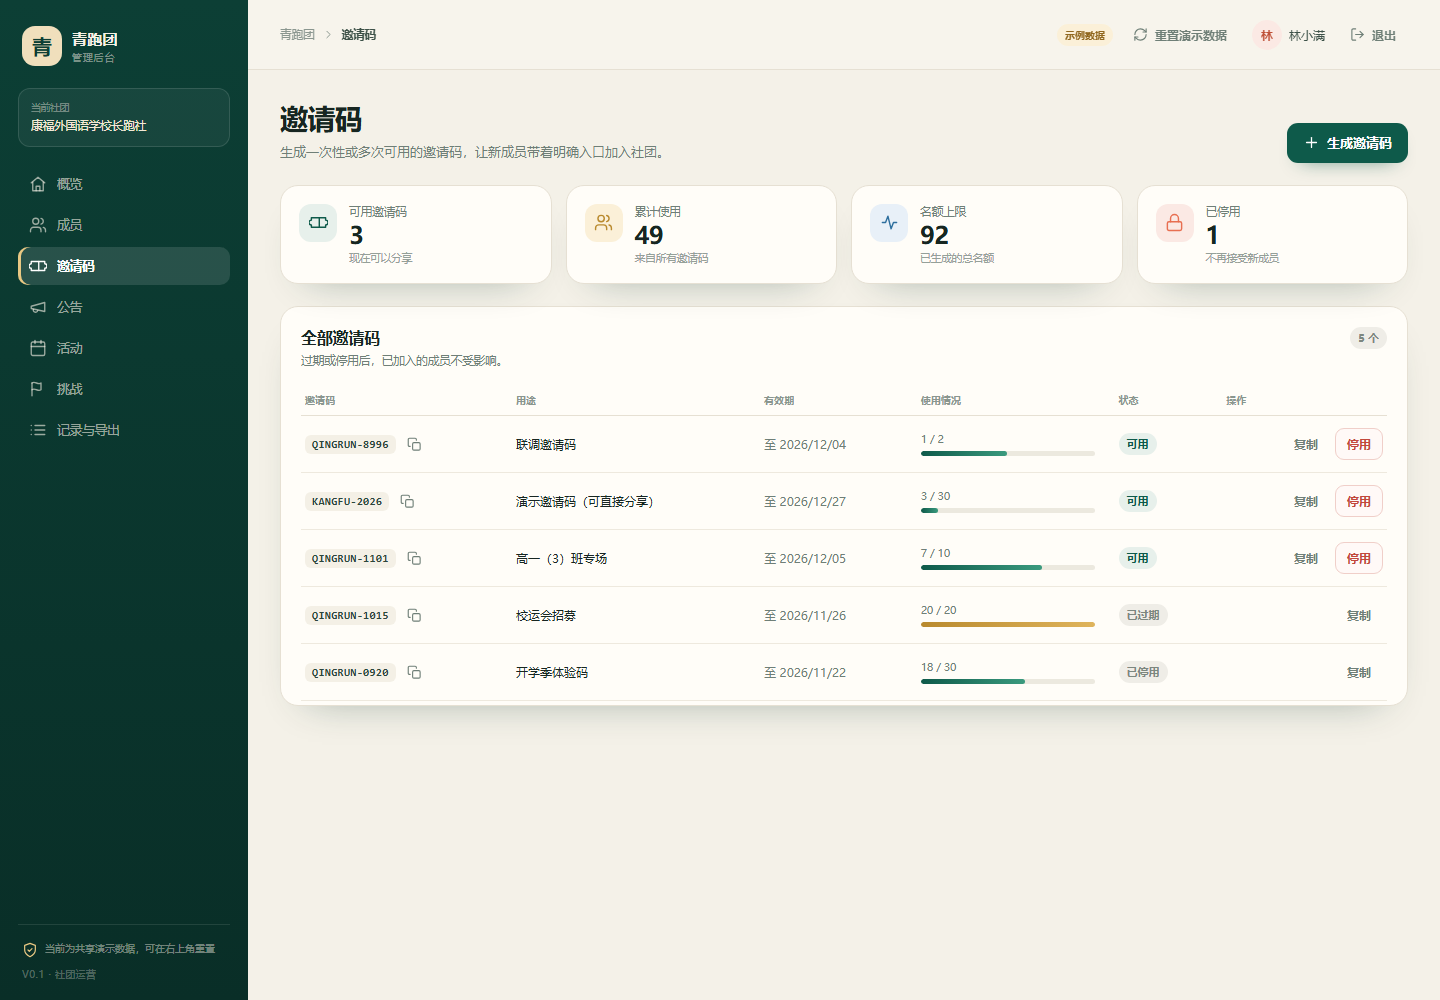 青
青跑团
管理后台
当前社团
康福外国语学校长跑社
概览
成员
邀请码
公告
活动
挑战
记录与导出
当前为共享演示数据，可在右上角重置
V0.1 · 社团运营
青跑团 > 邀请码
示例数据
重置演示数据
林 林小满
退出
邀请码
生成一次性或多次可用的邀请码，让新成员带着明确入口加入社团。
生成邀请码
可用邀请码
3
现在可以分享
累计使用
49
来自所有邀请码
名额上限
92
已生成的总名额
已停用
1
不再接受新成员
全部邀请码
5 个
过期或停用后，已加入的成员不受影响。
邀请码 用途 有效期 使用情况 状态 操作
QINGRUN-8996 联调邀请码 至 2026/12/04 1 / 2 可用 复制 停用
KANGFU-2026 演示邀请码（可直接分享） 至 2026/12/27 3 / 30 可用 复制 停用
QINGRUN-1101 高一（3）班专场 至 2026/12/05 7 / 10 可用 复制 停用
QINGRUN-1015 校运会招募 至 2026/11/26 20 / 20 已过期 复制
QINGRUN-0920 开学季体验码 至 2026/11/22 18 / 30 已停用 复制